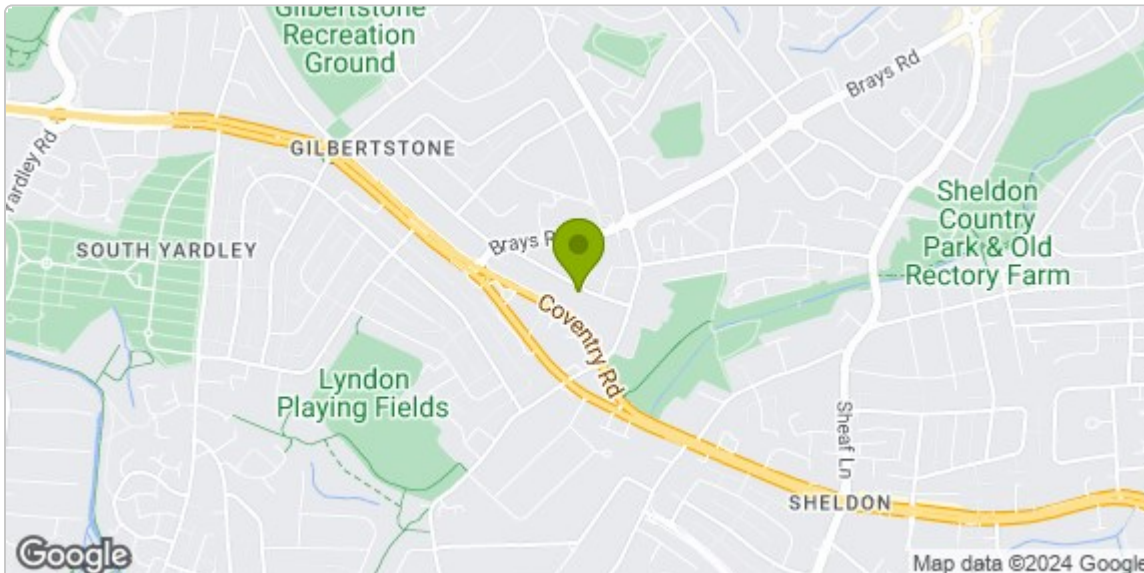 Gilbertstone
Recreation
Ground
Brays Rd
GILBERTSTONE
Yardley Rd
SOUTH YARDLEY
Brays R
Sheldon
Country
Park & Old
Rectory Farm
Coventry Rd
Lyndon
Playing Fields
Sheaf Ln
SHELDON
Google
Map data ©2024 Google